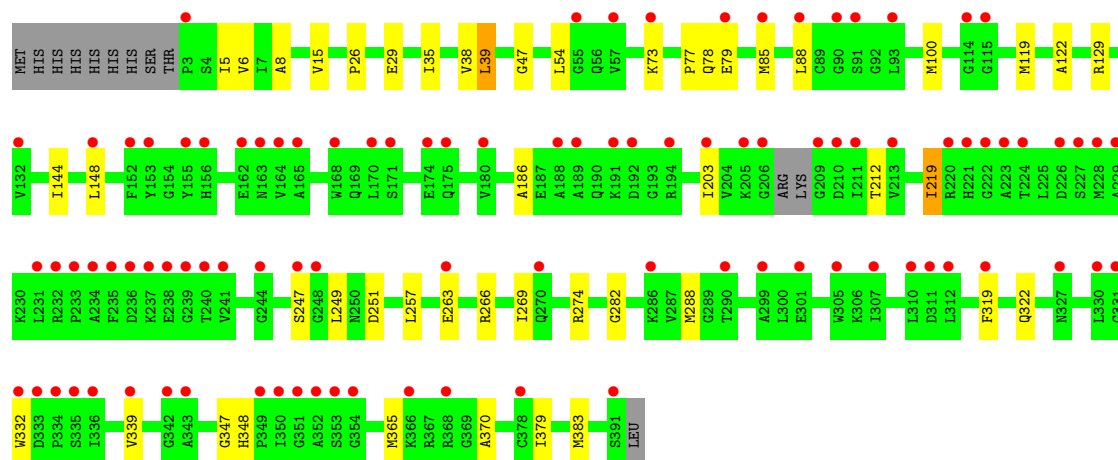 MET HIS HIS HIS HIS HIS HIS SER THR P3 S4 I5 V6 I7 A8 V15 P26 E29 I35 V38 L39 G47 L54 G55 Q56 V57 K73 P77 Q78 E79 M85 L88 C89 G90 S91 G92 L93 M100 G114 G115 M119 A122 R129
V132 I144 L148 F152 Y153 G154 Y155 H156 E162 N163 V164 A165 W168 Q169 L170 S171 E174 Q175 V180 A186 E187 A188 A189 Q190 K191 D192 G193 R194 I203 V204 K205 G206 ARG LYS G209 D210 I211 T212 V213 I219 R220 H221 G222 A223 T224 L225 D226 S227 M228
K230 L231 R232 P233 A234 F235 D236 K237 E238 G239 T240 V241 G244 S247 G248 L249 N250 D251 L257 E263 R266 I269 Q270 R274 G282 K286 V287 M288 G289 T290 A299 L300 E301 W305 K306 I307 L310 D311 L312 F319 Q322 N327 L330
W332 D333 P334 S335 I336 V339 G342 A343 G347 H348 P349 I350 G351 A352 S353 G354 M365 K366 R367 R368 G369 A370 C378 I379 M383 S391 LEU